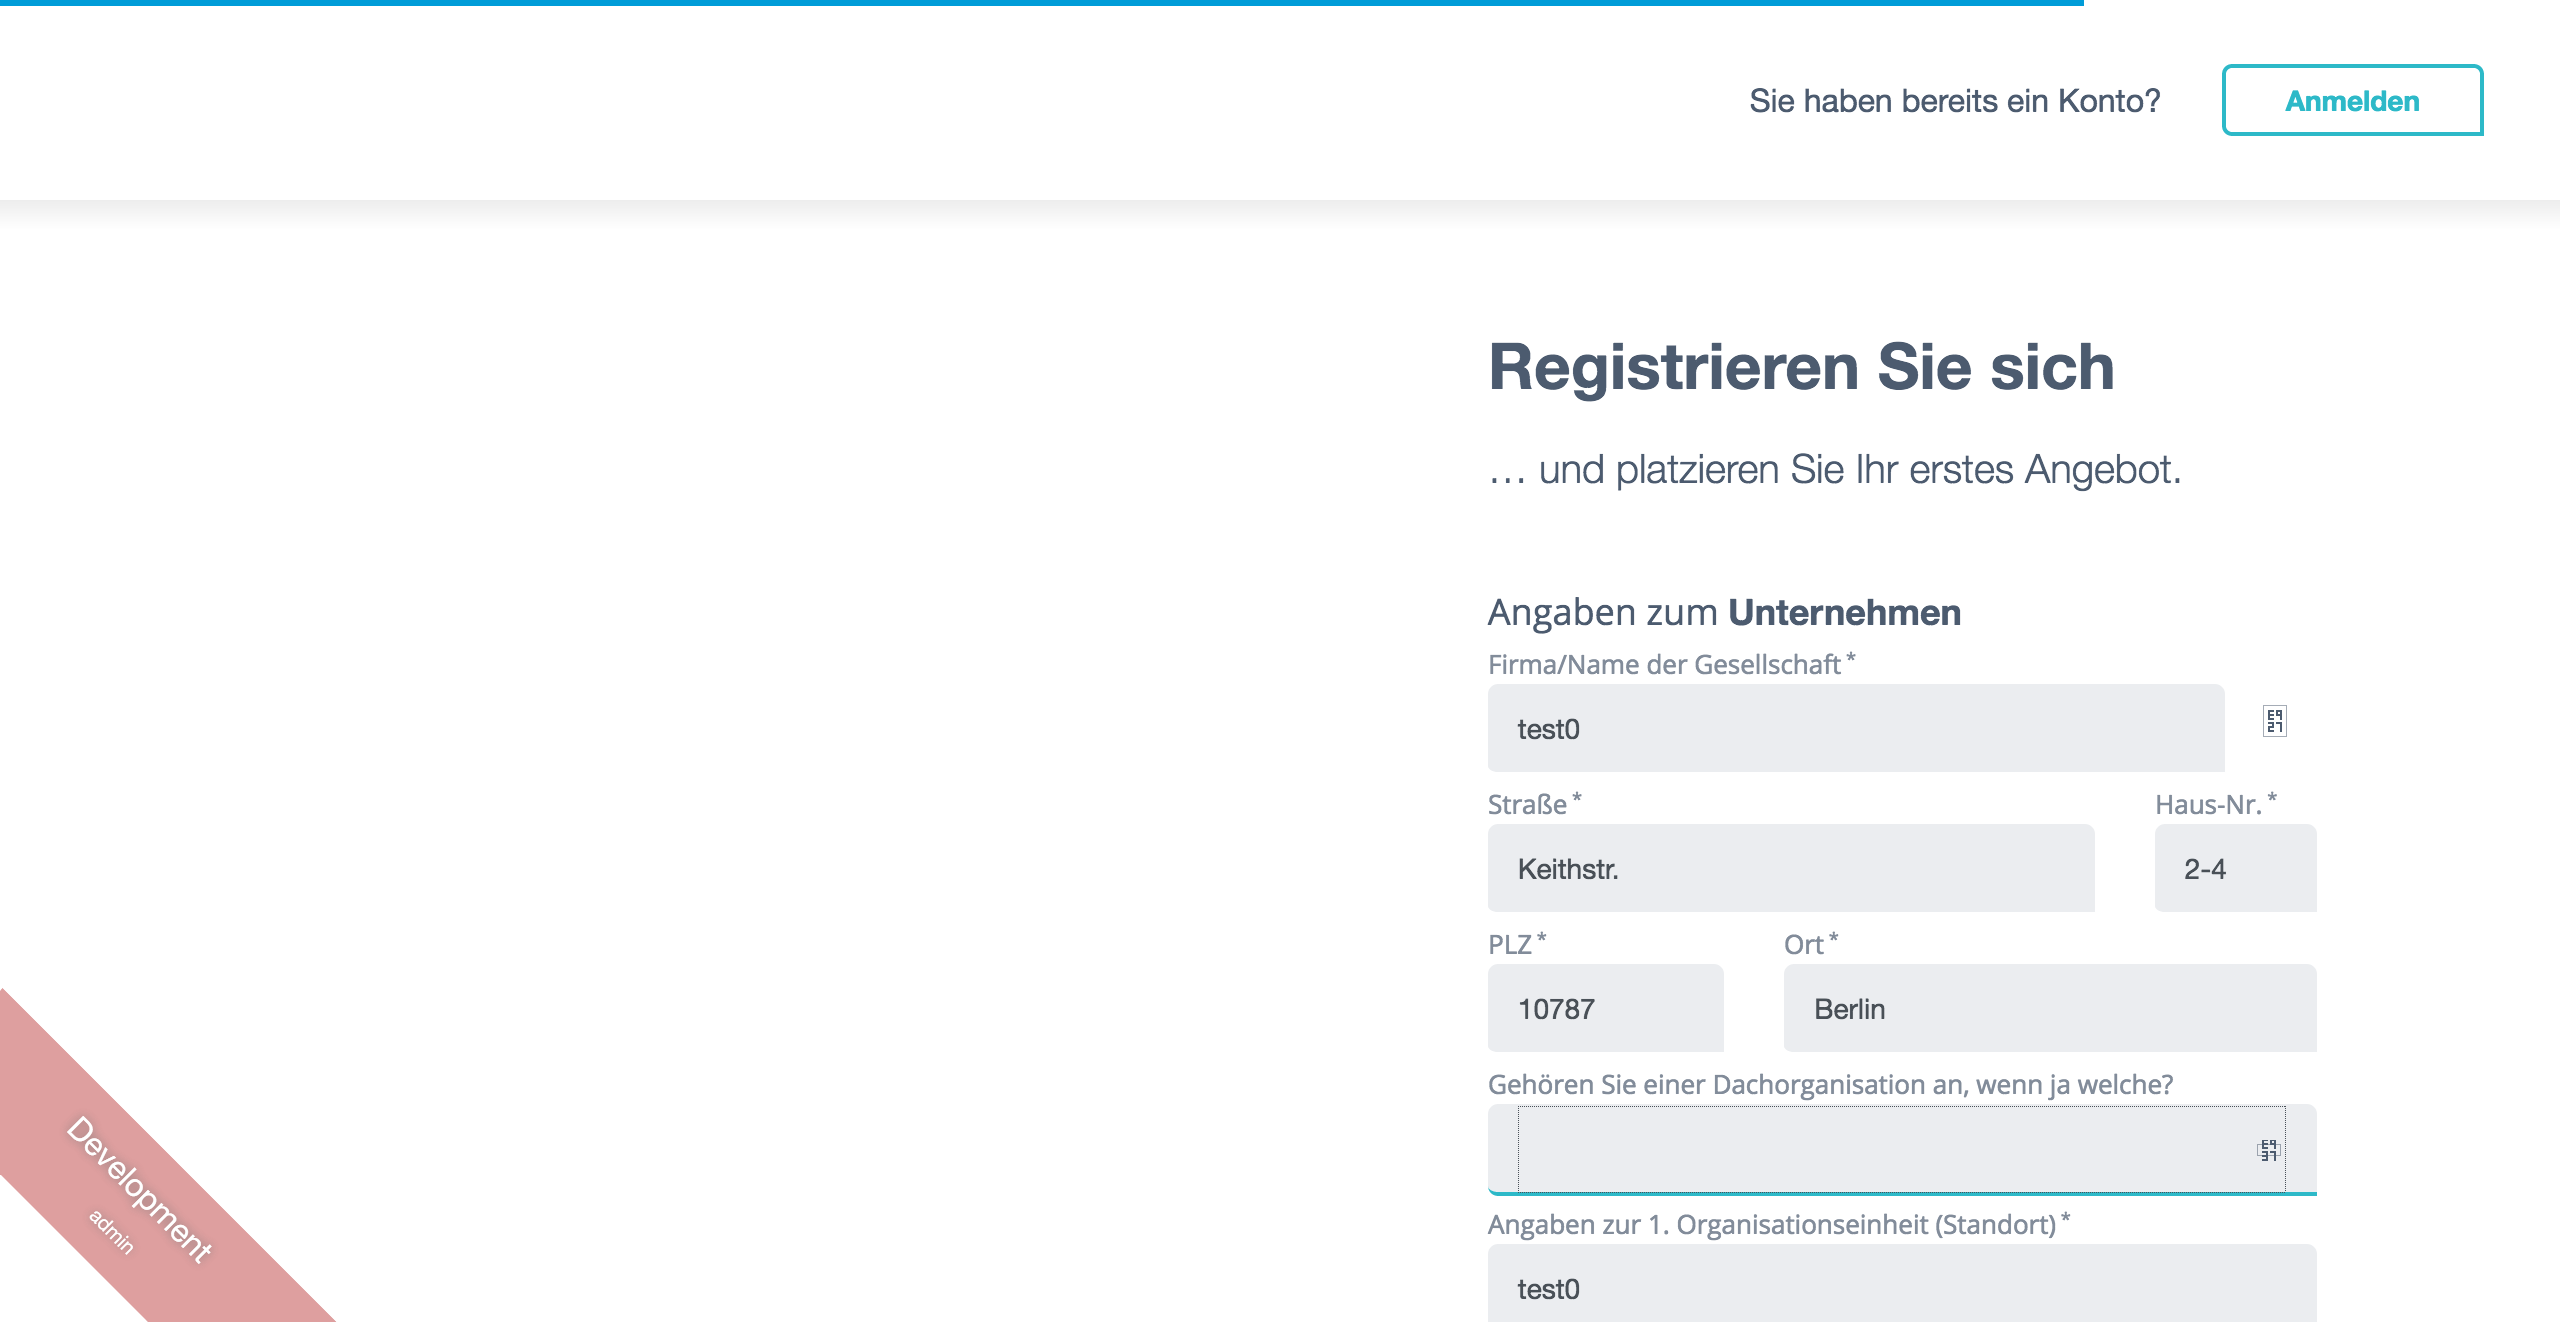 Sie haben bereits ein Konto?
Anmelden
Registrieren Sie sich
… und platzieren Sie Ihr erstes Angebot.
Angaben zum Unternehmen
Firma/Name der Gesellschaft *
test0
Straße * Haus-Nr. *
Keithstr. 2-4
PLZ * Ort *
10787 Berlin
Gehören Sie einer Dachorganisation an, wenn ja welche?
Angaben zur 1. Organisationseinheit (Standort) *
test0
Development
admin